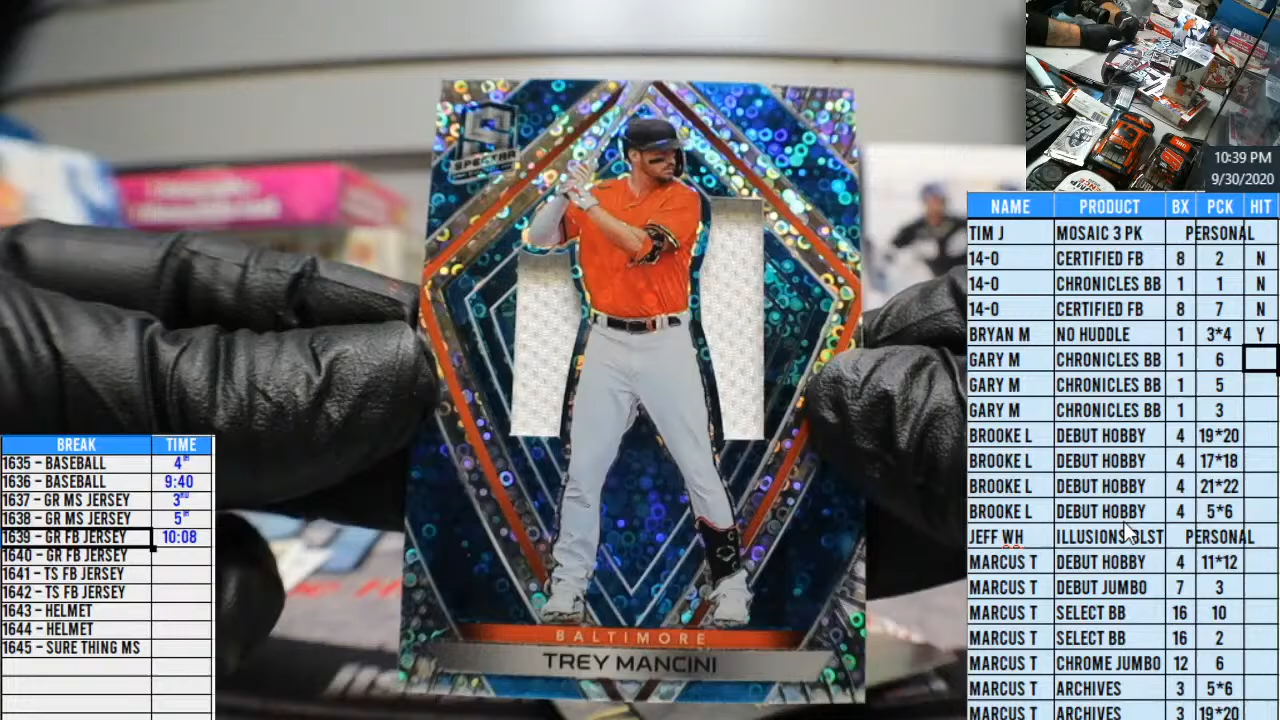 SPECTRA
BALTIMORE
TREY MANCINI
10:39 PM
9/30/2020
NAME PRODUCT BX PCK HIT
TIM J MOSAIC 3 PK PERSONAL
14-0 CERTIFIED FB 8 2 N
14-0 CHRONICLES BB 1 1 N
14-0 CERTIFIED FB 8 7 N
BRYAN M NO HUDDLE 1 3*4 Y
GARY M CHRONICLES BB 1 6
GARY M CHRONICLES BB 1 5
GARY M CHRONICLES BB 1 3
BROOKE L DEBUT HOBBY 4 19*20
BROOKE L DEBUT HOBBY 4 17*18
BROOKE L DEBUT HOBBY 4 21*22
BROOKE L DEBUT HOBBY 4 5*6
JEFF WH ILLUSIONS BLST PERSONAL
MARCUS T DEBUT HOBBY 4 11*12
MARCUS T DEBUT JUMBO 7 3
MARCUS T SELECT BB 16 10
MARCUS T SELECT BB 16 2
MARCUS T CHROME JUMBO 12 6
MARCUS T ARCHIVES 3 5*6
MARCUS T ARCHIVES 3 19*20
BREAK TIME
1635 - BASEBALL 4TH
1636 - BASEBALL 9:40
1637 - GR MS JERSEY 3RD
1638 - GR MS JERSEY 5TH
1639 - GR FB JERSEY 10:08
1640 - GR FB JERSEY
1641 - TS FB JERSEY
1642 - TS FB JERSEY
1643 - HELMET
1644 - HELMET
1645 - SURE THING MS